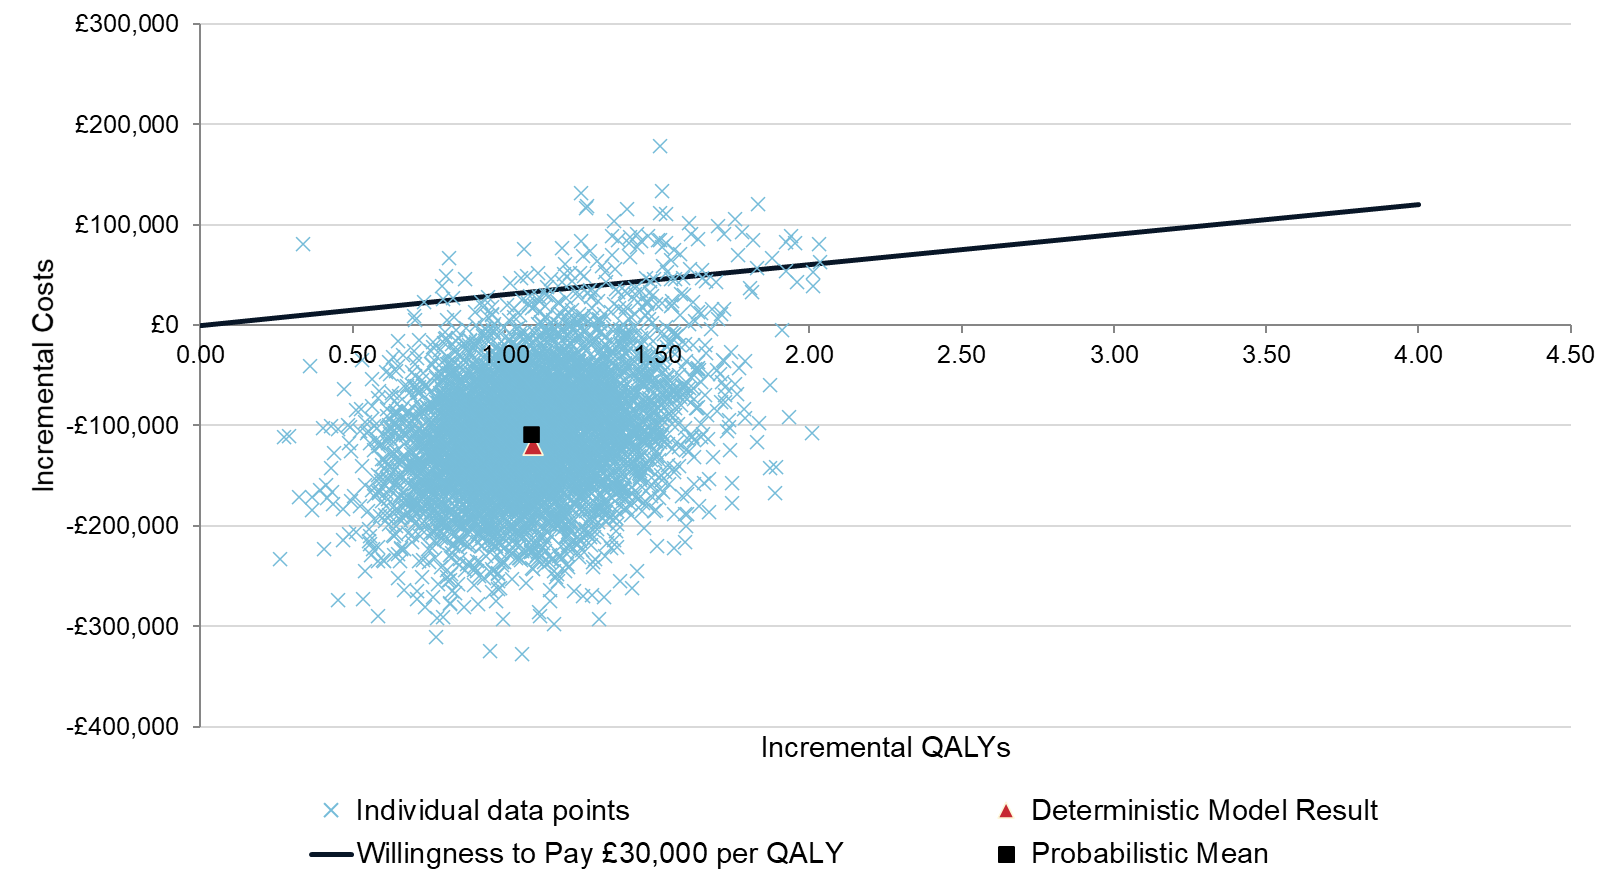 £300,000
£200,000
£100,000
£0
-£100,000
-£200,000
-£300,000
-£400,000
Incremental Costs
0.00 0.50 1.00 1.50 2.00 2.50 3.00 3.50 4.00 4.50
Incremental QALYs
Individual data points
Deterministic Model Result
Willingness to Pay £30,000 per QALY
Probabilistic Mean